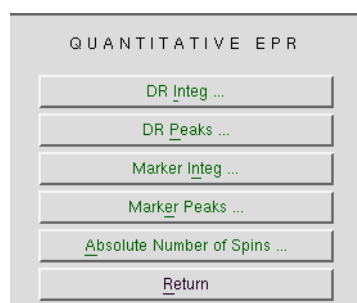 QUANTITATIVE EPR
DR Integ ...
DR Peaks ...
Marker Integ ...
Marker Peaks ...
Absolute Number of Spins ...
Return